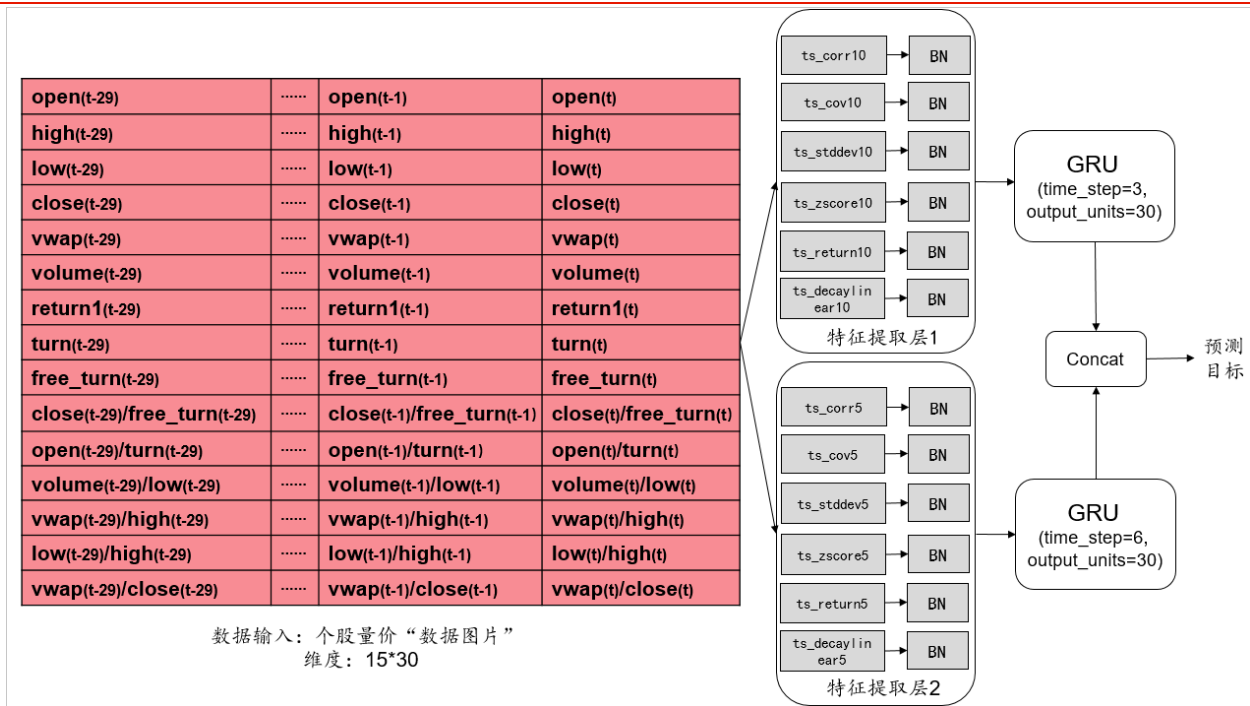 open(t-29) ...... open(t-1) open(t)
high(t-29) ...... high(t-1) high(t)
low(t-29) ...... low(t-1) low(t)
close(t-29) ...... close(t-1) close(t)
vwap(t-29) ...... vwap(t-1) vwap(t)
volume(t-29) ...... volume(t-1) volume(t)
return1(t-29) ...... return1(t-1) return1(t)
turn(t-29) ...... turn(t-1) turn(t)
free_turn(t-29) ...... free_turn(t-1) free_turn(t)
close(t-29)/free_turn(t-29) ...... close(t-1)/free_turn(t-1) close(t)/free_turn(t)
open(t-29)/turn(t-29) ...... open(t-1)/turn(t-1) open(t)/turn(t)
volume(t-29)/low(t-29) ...... volume(t-1)/low(t-1) volume(t)/low(t)
vwap(t-29)/high(t-29) ...... vwap(t-1)/high(t-1) vwap(t)/high(t)
low(t-29)/high(t-29) ...... low(t-1)/high(t-1) low(t)/high(t)
vwap(t-29)/close(t-29) ...... vwap(t-1)/close(t-1) vwap(t)/close(t)
数据输入：个股量价“数据图片”
维度：15*30
ts_corr10 BN
ts_cov10 BN
ts_stddev10 BN
ts_zscore10 BN
ts_return10 BN
ts_decaylin
ear10 BN
特征提取层1
ts_corr5 BN
ts_cov5 BN
ts_stddev5 BN
ts_zscore5 BN
ts_return5 BN
ts_decaylin
ear5 BN
特征提取层2
GRU
(time_step=3,
output_units=30)
Concat
预测
目标
GRU
(time_step=6,
output_units=30)